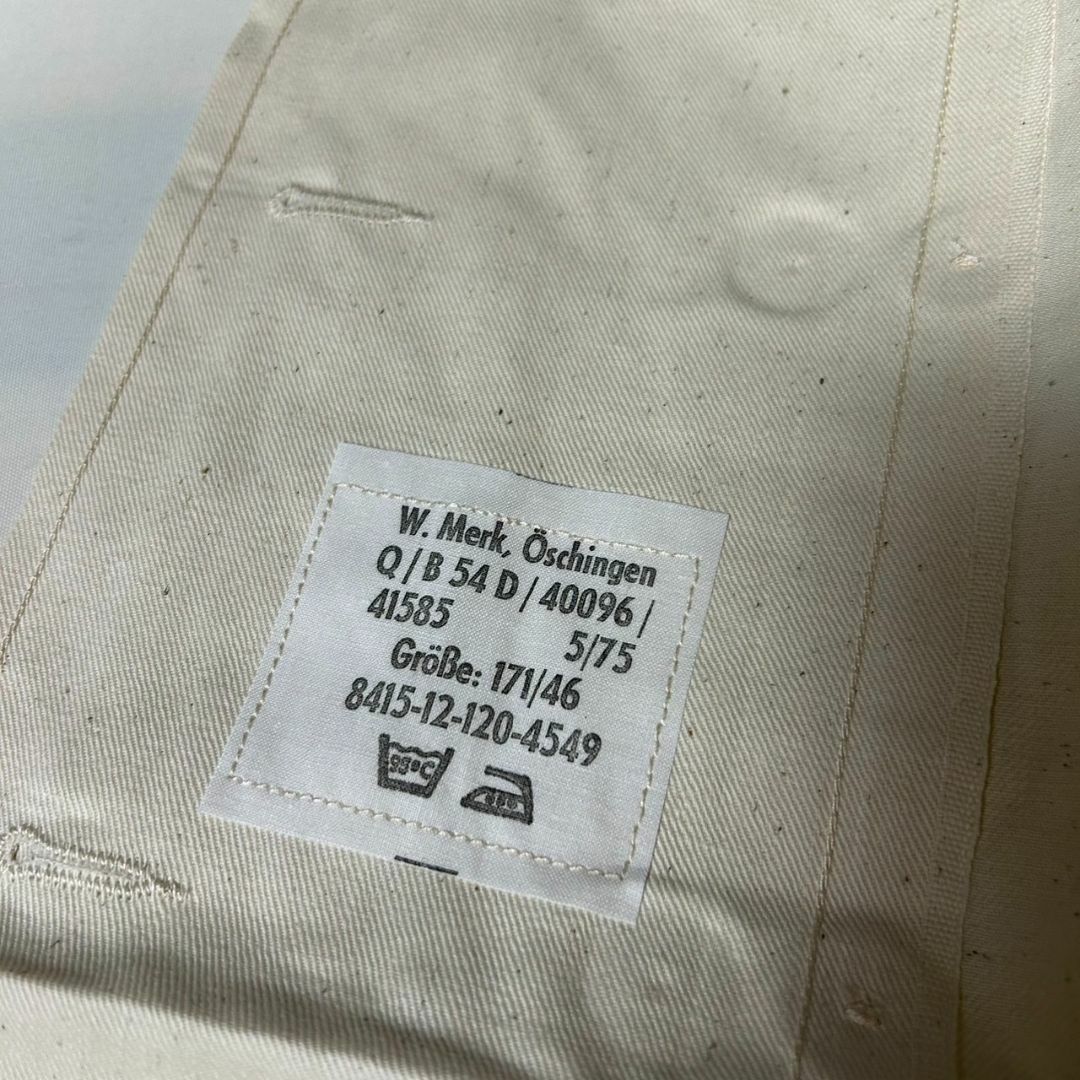 W. Merk, Öschingen
Q / B 54 D / 40096 /
41585 5/75
Größe: 171/46
8415-12-120-4549